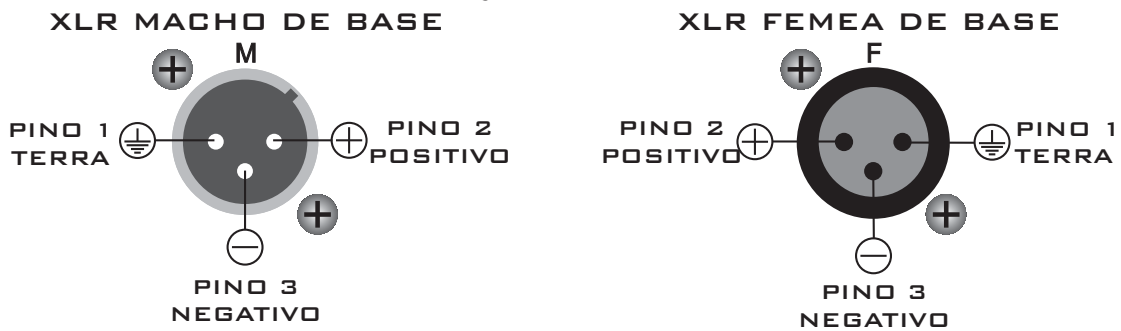 XLR MACHO DE BASE
M
PINO 1
TERRA
PINO 2
POSITIVO
PINO 3
NEGATIVO
XLR FEMEA DE BASE
F
PINO 2
POSITIVO
PINO 1
TERRA
PINO 3
NEGATIVO